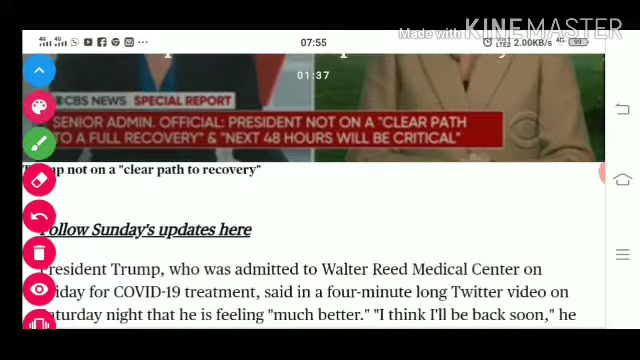 Made with KINEMASTER
07:55
2.00KB/s
99
01:37
CBS NEWS SPECIAL REPORT
SENIOR ADMIN. OFFICIAL: PRESIDENT NOT ON A "CLEAR PATH
TO A FULL RECOVERY" & "NEXT 48 HOURS WILL BE CRITICAL"
not on a "clear path to recovery"
Follow Sunday's updates here
President Trump, who was admitted to Walter Reed Medical Center on
Friday for COVID-19 treatment, said in a four-minute long Twitter video on
Saturday night that he is feeling "much better." "I think I'll be back soon," he